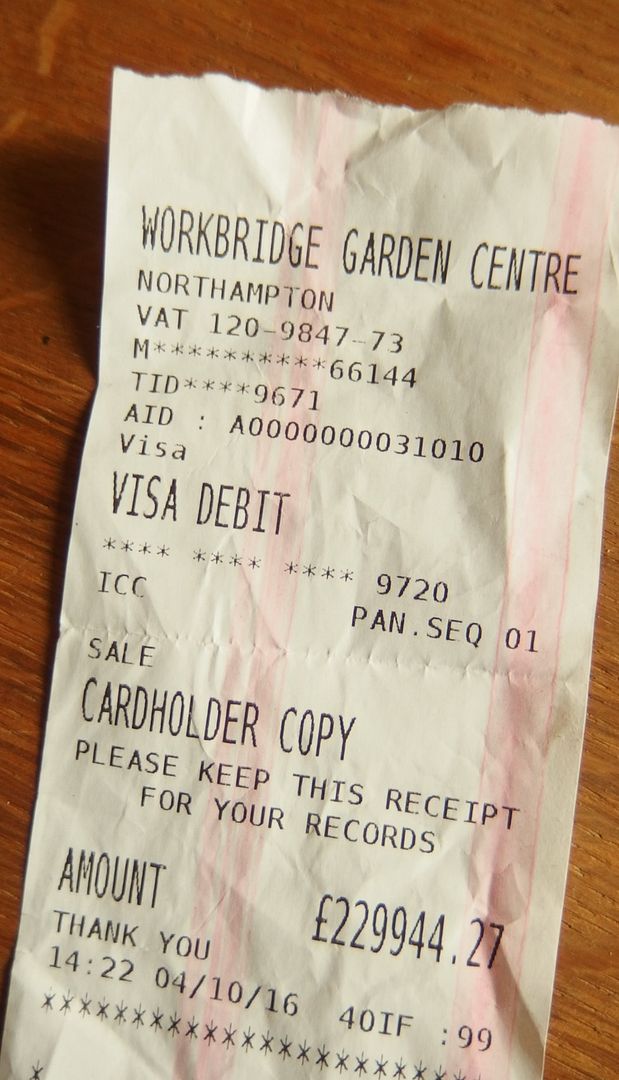 WORKBRIDGE GARDEN CENTRE
NORTHAMPTON
VAT 120-9847-73
M**********66144
TID****9671
AID : A0000000031010
Visa
VISA DEBIT
**** **** **** 9720
ICC
PAN.SEQ 01
SALE
CARDHOLDER COPY
PLEASE KEEP THIS RECEIPT
FOR YOUR RECORDS
AMOUNT
£229944.27
THANK YOU
14:22 04/10/16 40IF :99
************************
*